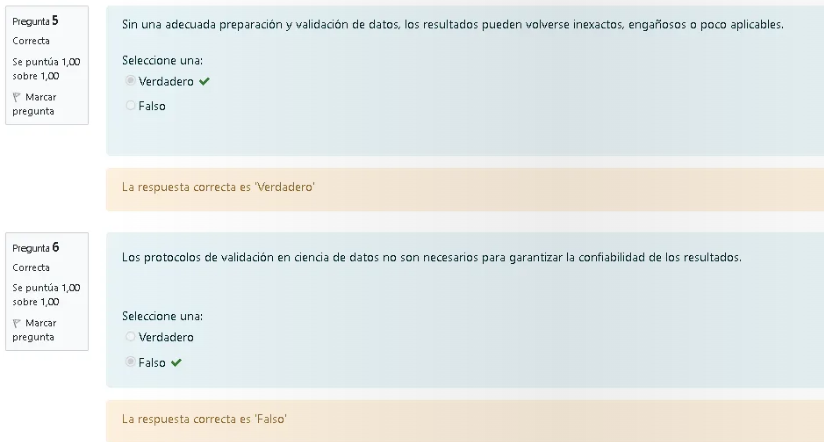 Pregunta 5
Correcta
Se puntúa 1,00
sobre 1,00
Marcar
pregunta
Sin una adecuada preparación y validación de datos, los resultados pueden volverse inexactos, engañosos o poco aplicables.
Seleccione una:
Verdadero
Falso
La respuesta correcta es 'Verdadero'
Pregunta 6
Correcta
Se puntúa 1,00
sobre 1,00
Marcar
pregunta
Los protocolos de validación en ciencia de datos no son necesarios para garantizar la confiabilidad de los resultados.
Seleccione una:
Verdadero
Falso
La respuesta correcta es 'Falso'